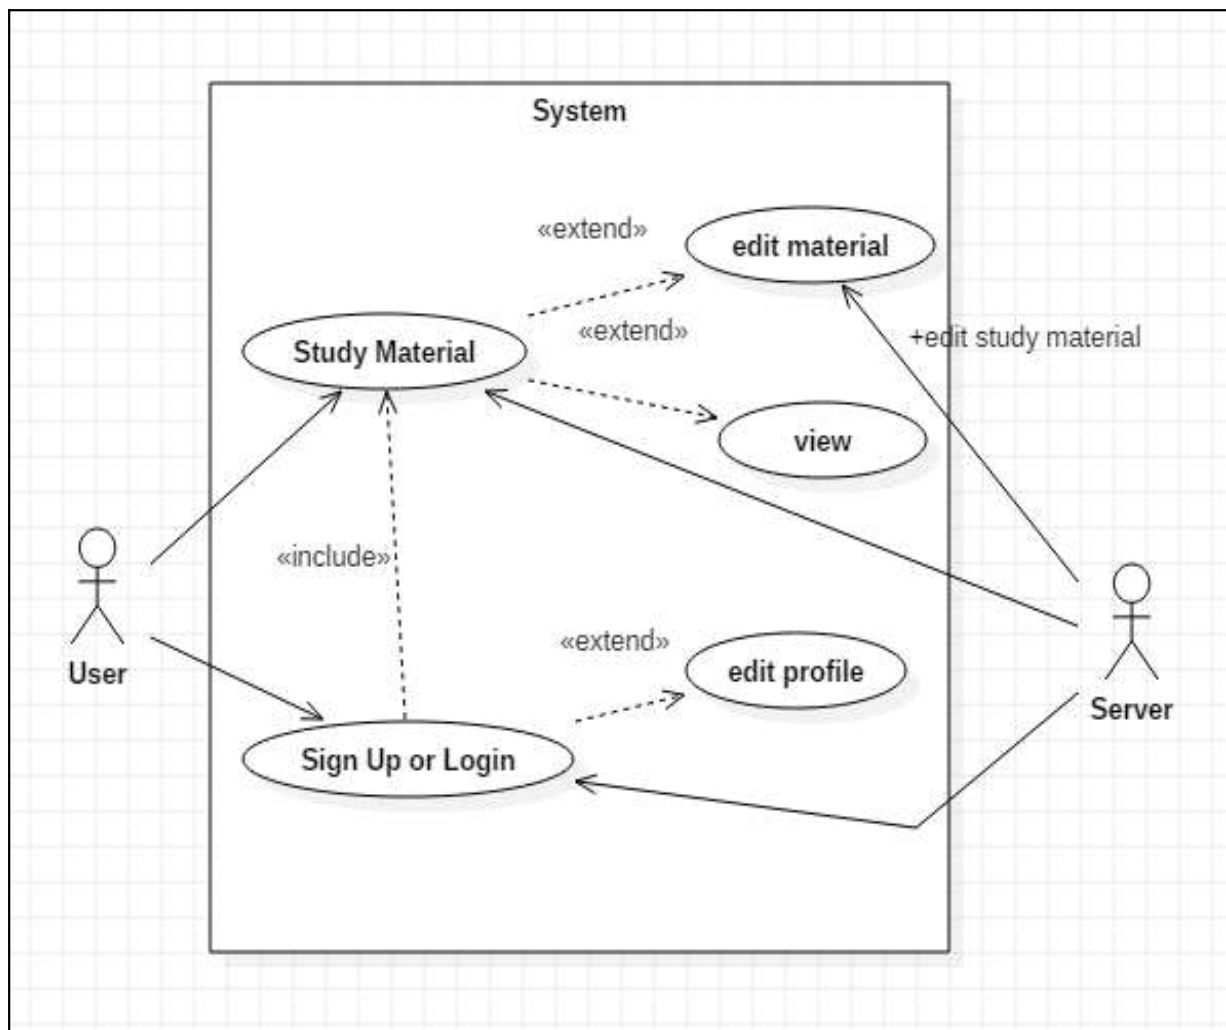 System
«extend»
edit material
«extend»
+edit study material
Study Material
view
«include»
«extend»
edit profile
User
Server
Sign Up or Login